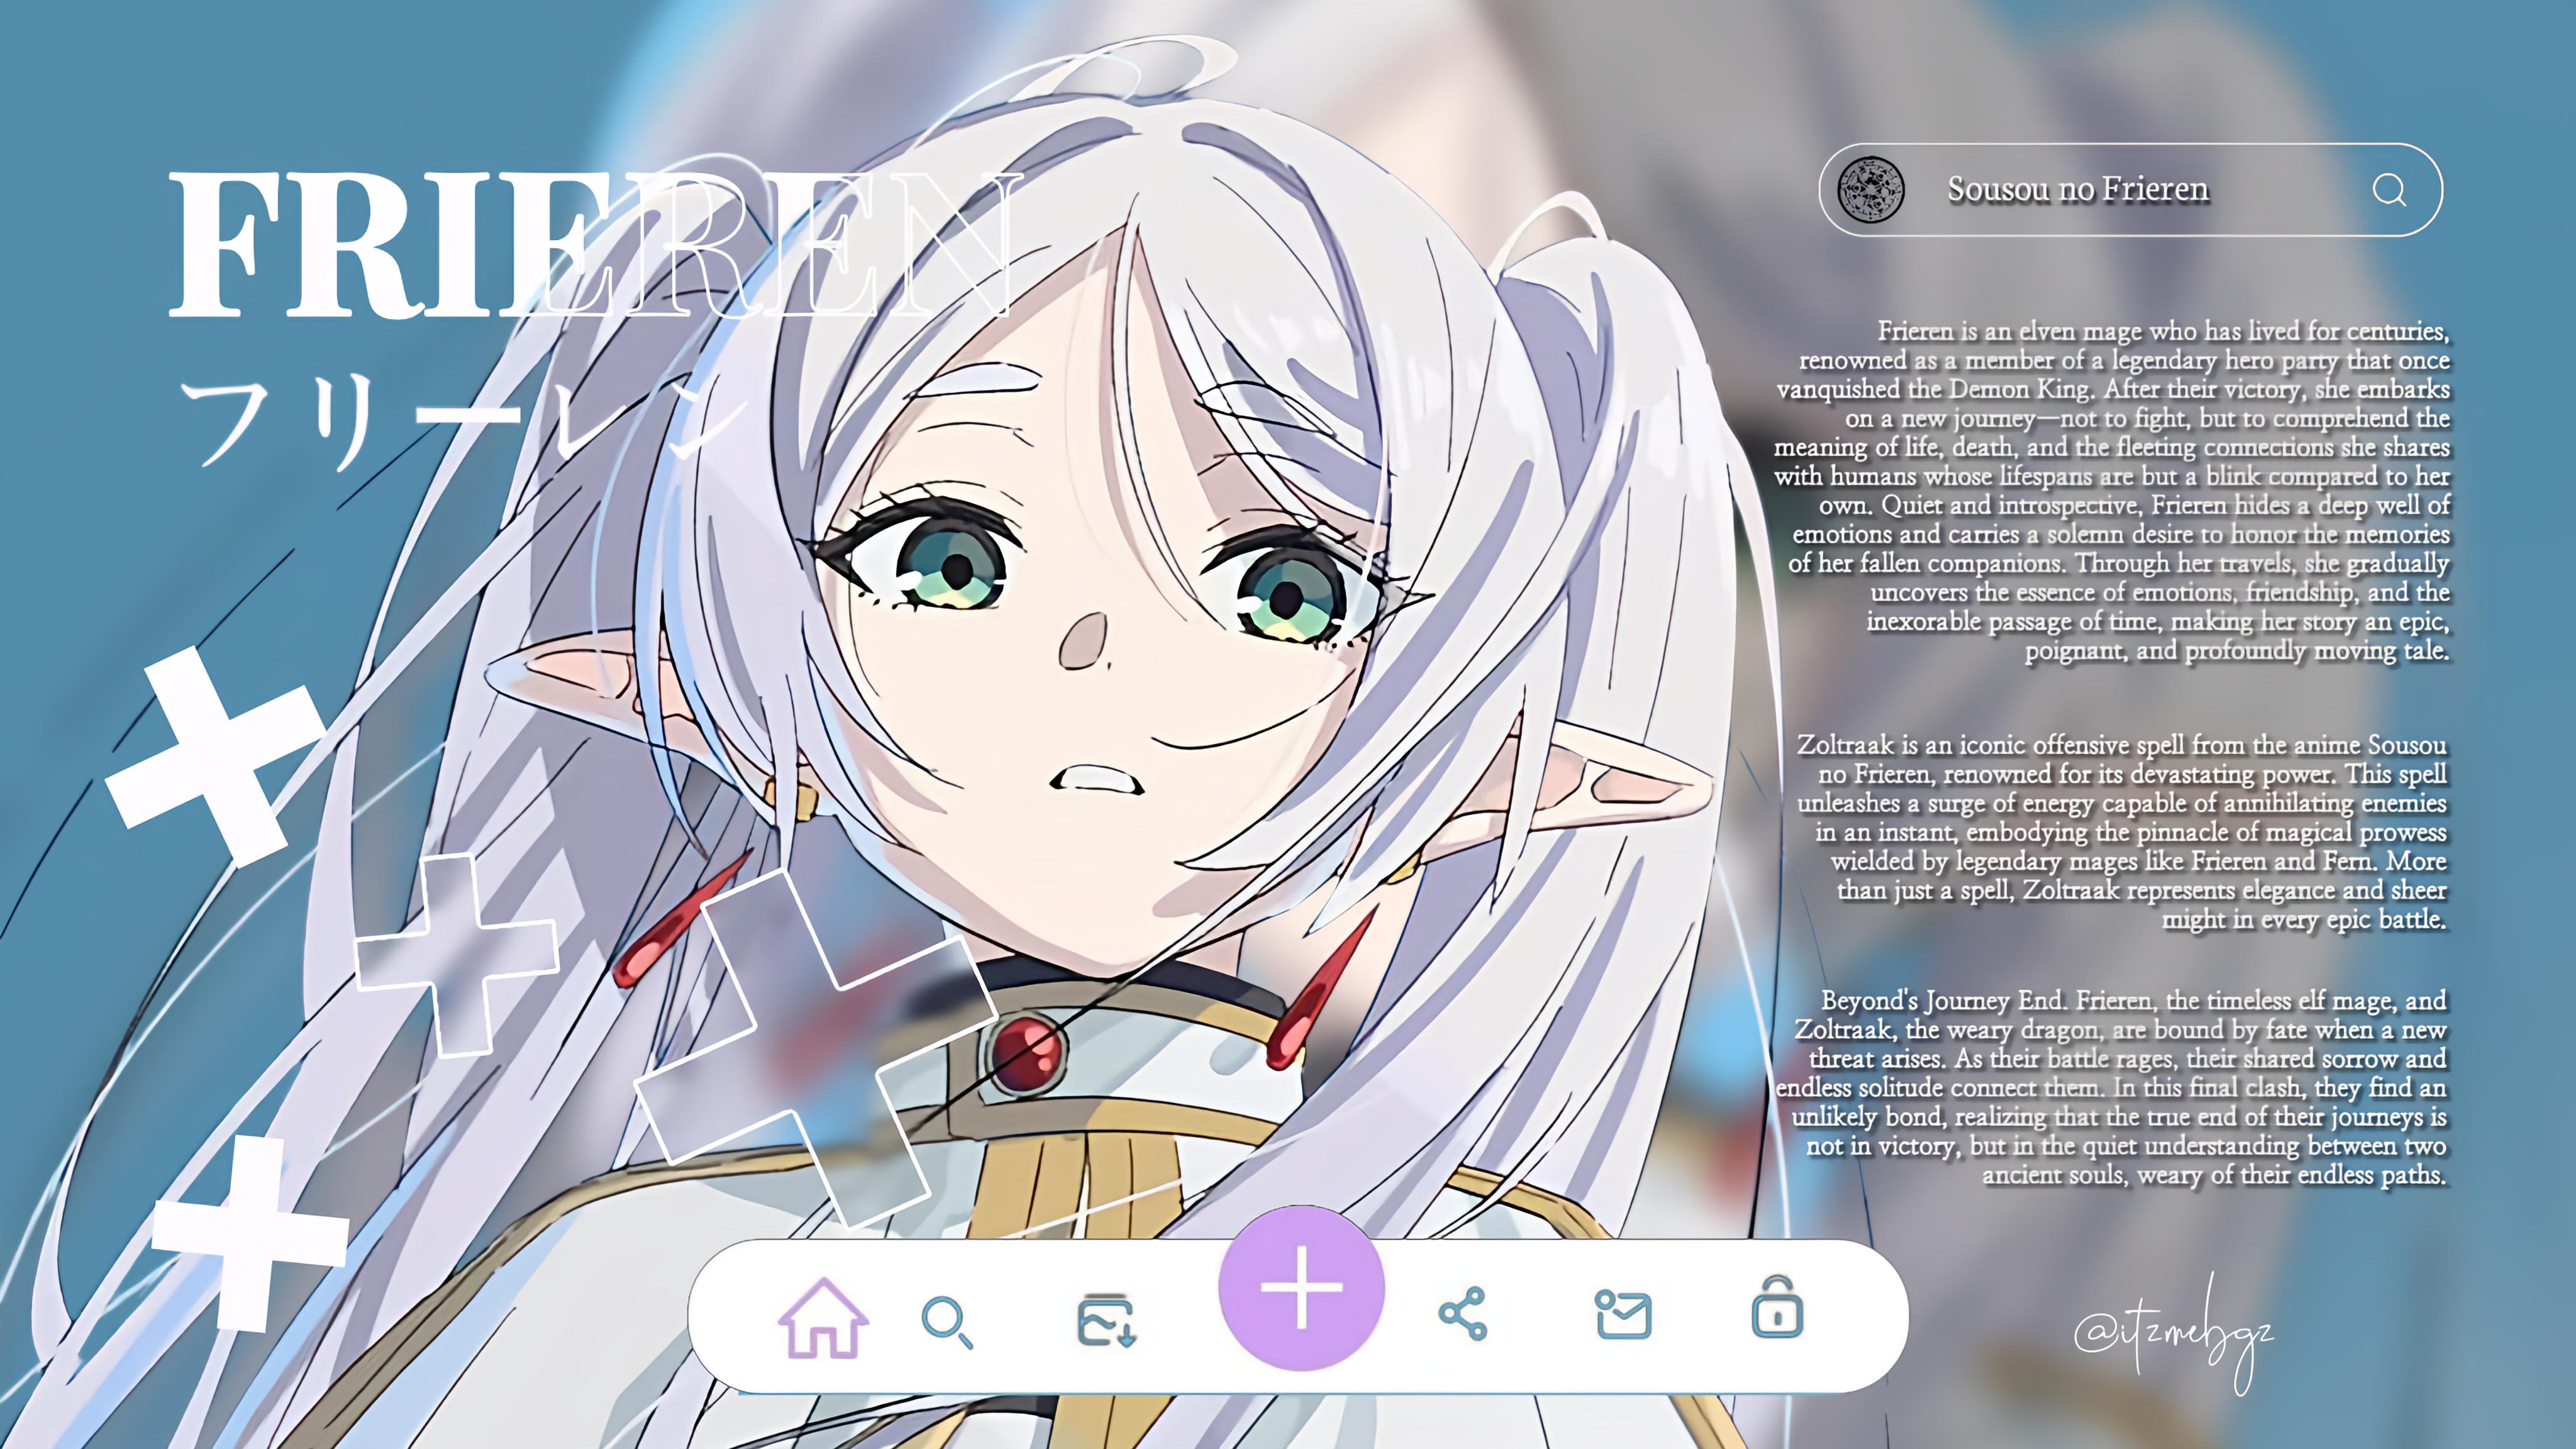 FRIEREN
フリーレン
Sousou no Frieren
Frieren is an elven mage who has lived for centuries,
renowned as a member of a legendary hero party that once
vanquished the Demon King. After their victory, she embarks
on a new journey—not to fight, but to comprehend the
meaning of life, death, and the fleeting connections she shares
with humans whose lifespans are but a blink compared to her
own. Quiet and introspective, Frieren hides a deep well of
emotions and carries a solemn desire to honor the memories
of her fallen companions. Through her travels, she gradually
uncovers the essence of emotions, friendship, and the
inexorable passage of time, making her story an epic,
poignant, and profoundly moving tale.
Zoltraak is an iconic offensive spell from the anime Sousou
no Frieren, renowned for its devastating power. This spell
unleashes a surge of energy capable of annihilating enemies
in an instant, embodying the pinnacle of magical prowess
wielded by legendary mages like Frieren and Fern. More
than just a spell, Zoltraak represents elegance and sheer
might in every epic battle.
Beyond's Journey End. Frieren, the timeless elf mage, and
Zoltraak, the weary dragon, are bound by fate when a new
threat arises. As their battle rages, their shared sorrow and
endless solitude connect them. In this final clash, they find an
unlikely bond, realizing that the true end of their journeys is
not in victory, but in the quiet understanding between two
ancient souls, weary of their endless paths.
@itzmebgz